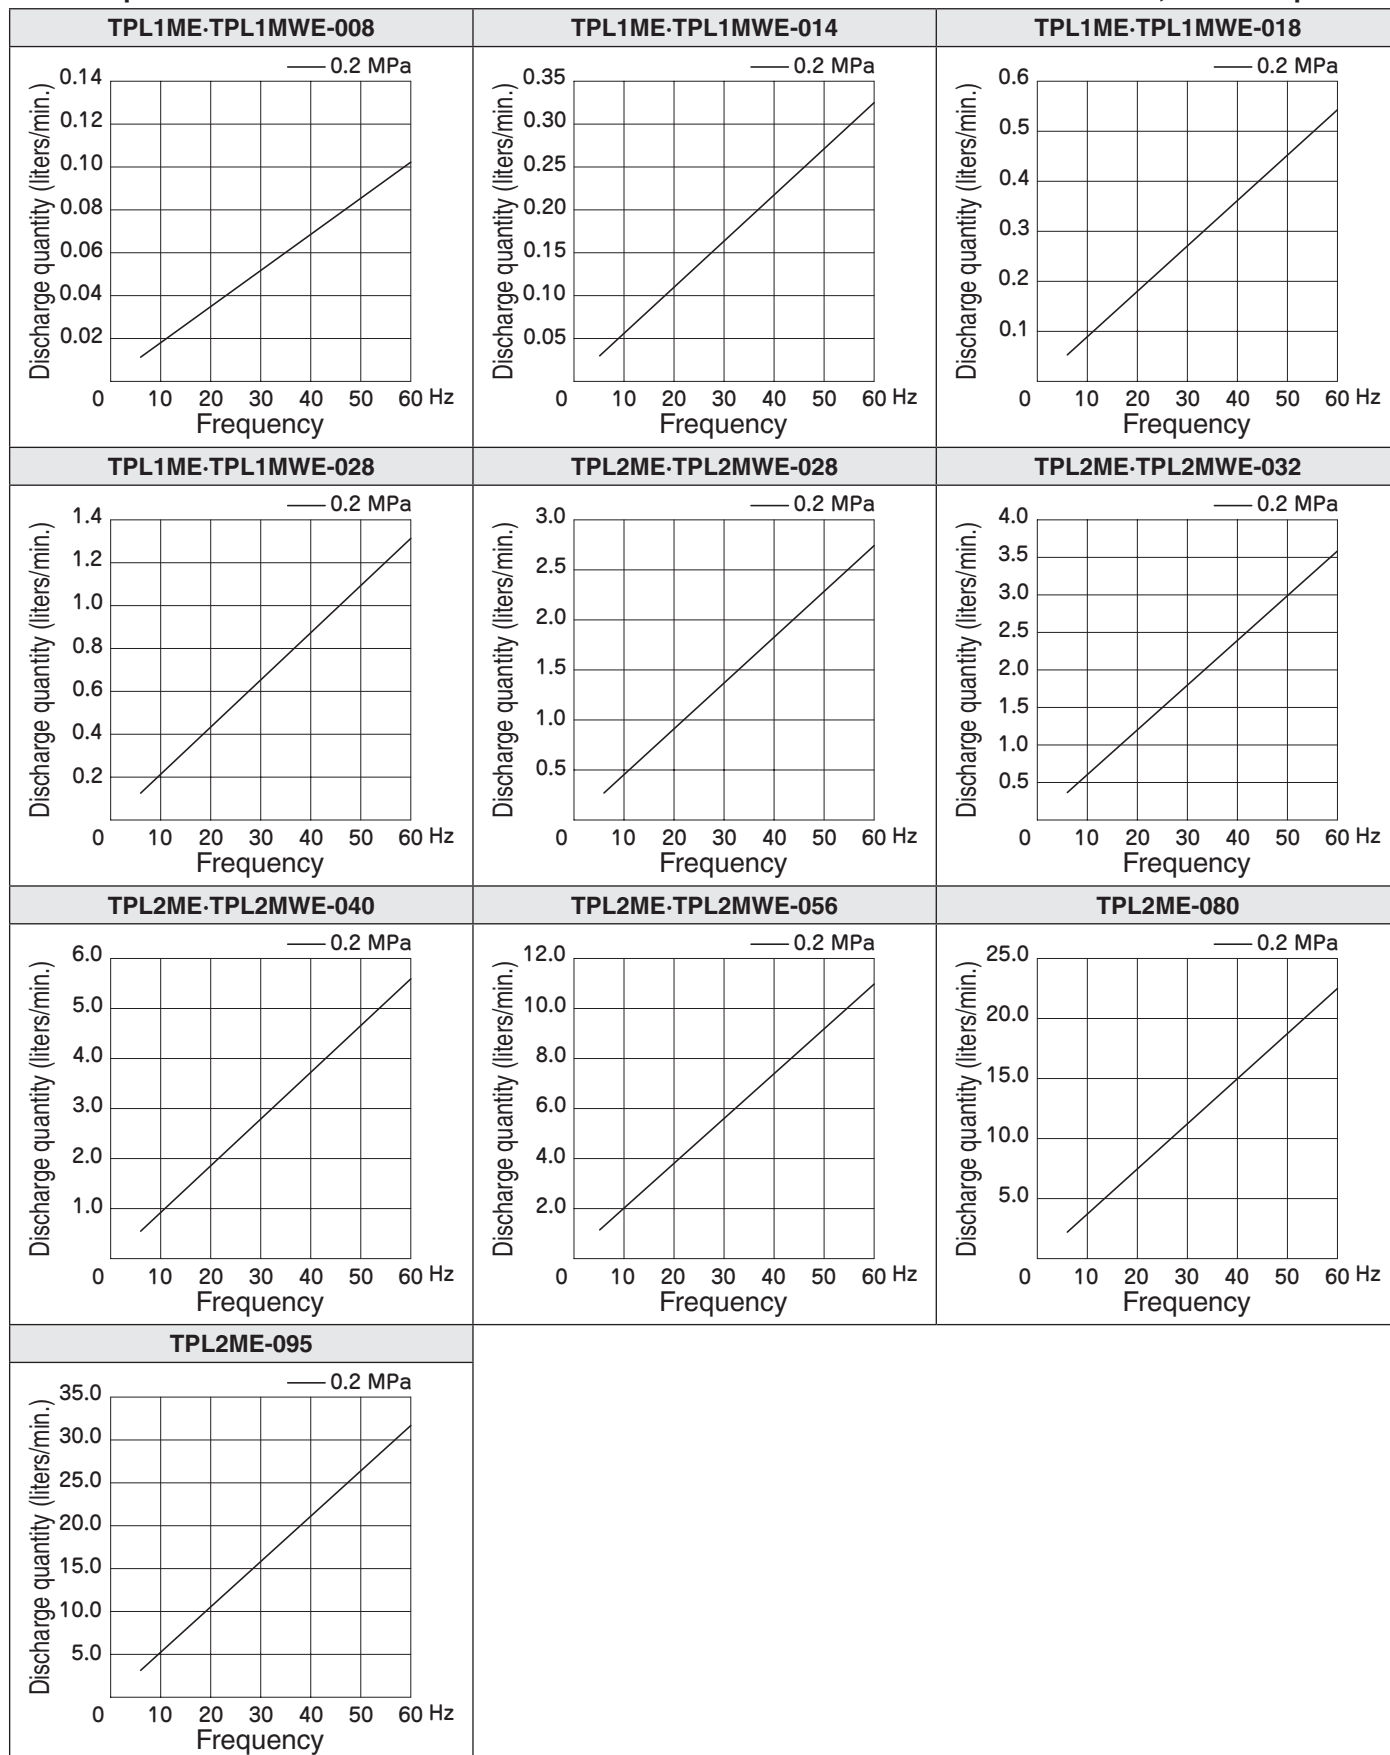 TPL1ME·TPL1MWE-008
TPL1ME·TPL1MWE-014
TPL1ME·TPL1MWE-018
0.2 MPa
Discharge quantity (liters/min.)
0.14
0.12
0.10
0.08
0.06
0.04
0.02
0 10 20 30 40 50 60 Hz
Frequency
0.2 MPa
Discharge quantity (liters/min.)
0.35
0.30
0.25
0.20
0.15
0.10
0.05
0 10 20 30 40 50 60 Hz
Frequency
0.2 MPa
Discharge quantity (liters/min.)
0.6
0.5
0.4
0.3
0.2
0.1
0 10 20 30 40 50 60 Hz
Frequency
TPL1ME·TPL1MWE-028
TPL2ME·TPL2MWE-028
TPL2ME·TPL2MWE-032
0.2 MPa
Discharge quantity (liters/min.)
1.4
1.2
1.0
0.8
0.6
0.4
0.2
0 10 20 30 40 50 60 Hz
Frequency
0.2 MPa
Discharge quantity (liters/min.)
3.0
2.5
2.0
1.5
1.0
0.5
0 10 20 30 40 50 60 Hz
Frequency
0.2 MPa
Discharge quantity (liters/min.)
4.0
3.5
3.0
2.5
2.0
1.5
1.0
0.5
0 10 20 30 40 50 60 Hz
Frequency
TPL2ME·TPL2MWE-040
TPL2ME·TPL2MWE-056
TPL2ME-080
0.2 MPa
Discharge quantity (liters/min.)
6.0
5.0
4.0
3.0
2.0
1.0
0 10 20 30 40 50 60 Hz
Frequency
0.2 MPa
Discharge quantity (liters/min.)
12.0
10.0
8.0
6.0
4.0
2.0
0 10 20 30 40 50 60 Hz
Frequency
0.2 MPa
Discharge quantity (liters/min.)
25.0
20.0
15.0
10.0
5.0
0 10 20 30 40 50 60 Hz
Frequency
TPL2ME-095
0.2 MPa
Discharge quantity (liters/min.)
35.0
30.0
25.0
20.0
15.0
10.0
5.0
0 10 20 30 40 50 60 Hz
Frequency